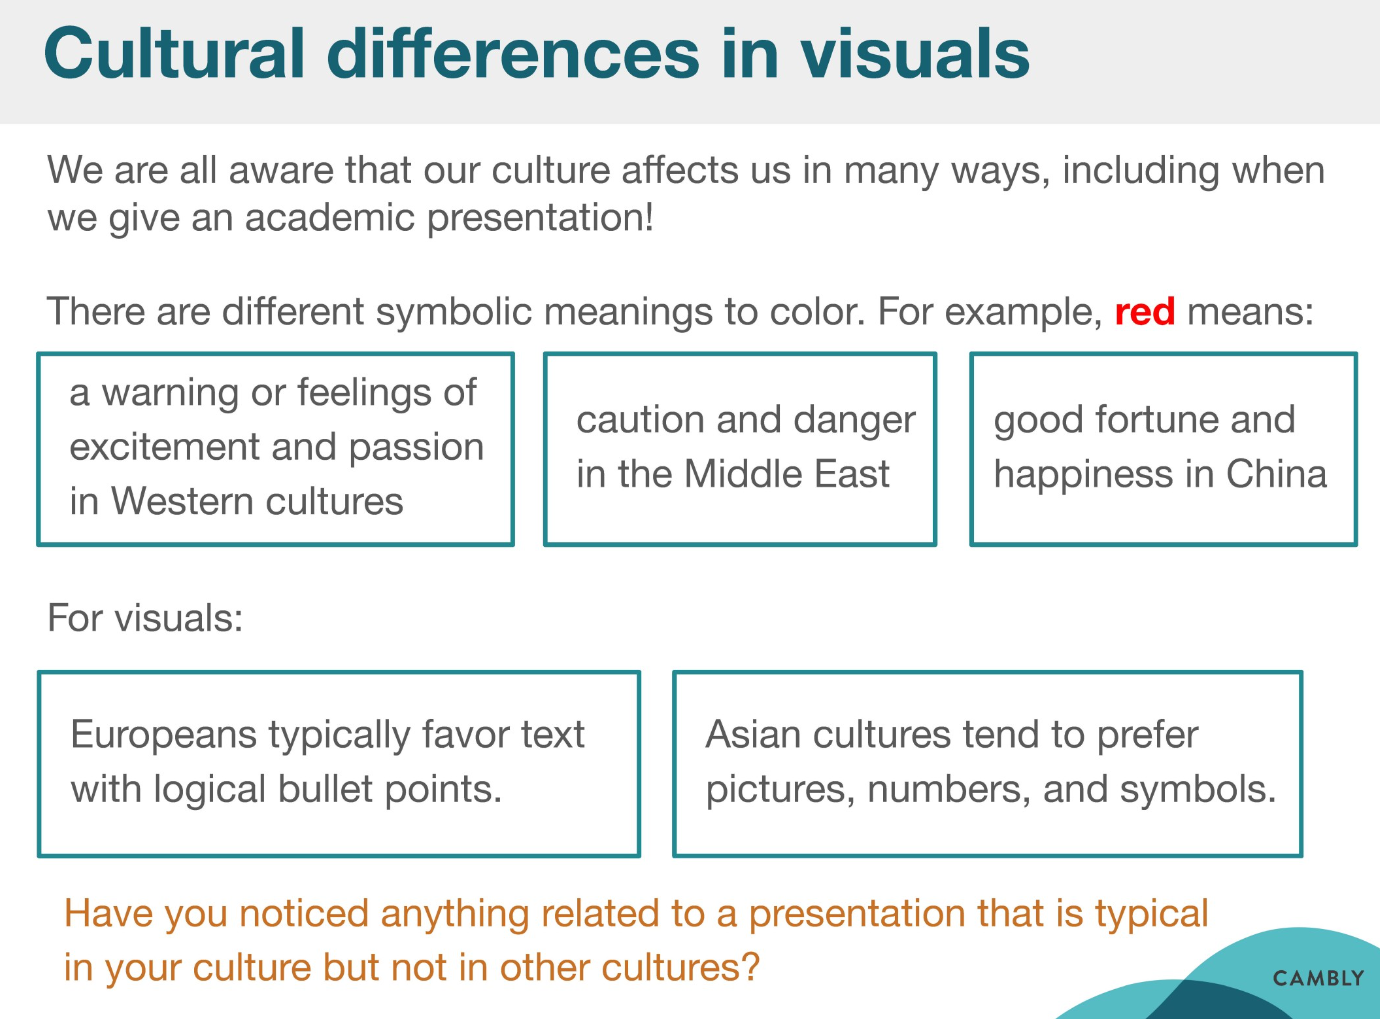 Cultural differences in visuals
We are all aware that our culture affects us in many ways, including when
we give an academic presentation!
There are different symbolic meanings to color. For example, red means:
a warning or feelings of
excitement and passion
in Western cultures
caution and danger
in the Middle East
good fortune and
happiness in China
For visuals:
Europeans typically favor text
with logical bullet points.
Asian cultures tend to prefer
pictures, numbers, and symbols.
Have you noticed anything related to a presentation that is typical
in your culture but not in other cultures?
CAMBLY